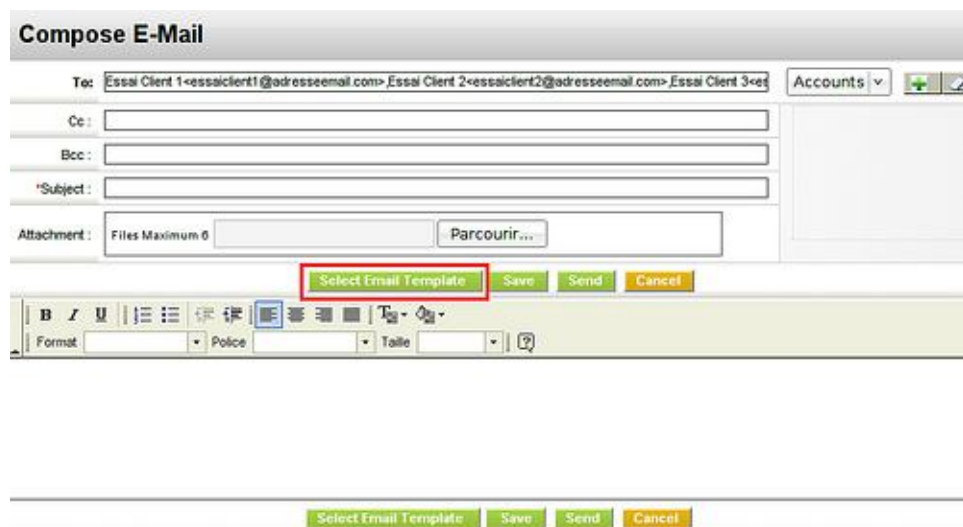 Compose E-Mail
To: Essai Client 1<essaiclient1@adresseemail.com>,Essai Client 2<essaiclient2@adresseemail.com>,Essai Client 3<es Accounts
Cc :
Bcc :
*Subject :
Attachment : Files Maximum 6 Parcourir...
Select Email Template Save Send Cancel
B I U
Format Police Taille
Select Email Template Save Send Cancel